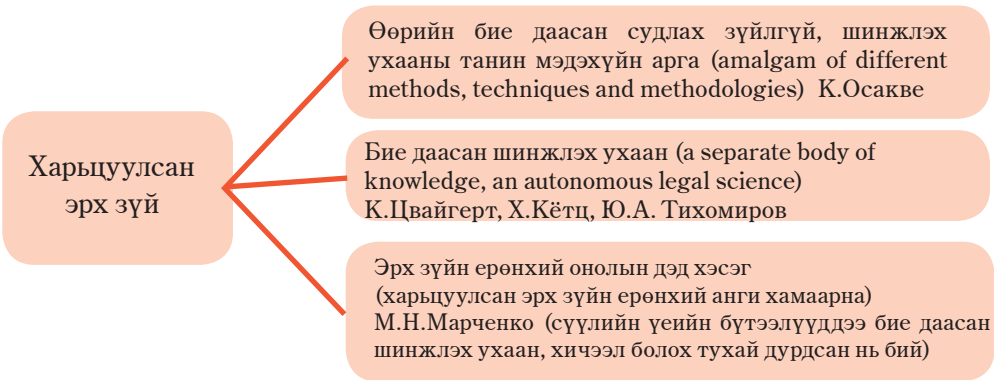 Харьцуулсан
эрх зүй
Өөрийн бие даасан судлах зүйлгүй, шинжлэх
ухааны танин мэдэхүйн арга (amalgam of different
methods, techniques and methodologies) К.Осакве
Бие даасан шинжлэх ухаан (a separate body of
knowledge, an autonomous legal science)
К.Цвайгерт, Х.Кётц, Ю.А. Тихомиров
Эрх зүйн ерөнхий онолын дэд хэсэг
(харьцуулсан эрх зүйн ерөнхий анги хамаарна)
М.Н.Марченко (сүүлийн үеийн бүтээлүүддээ бие даасан
шинжлэх ухаан, хичээл болох тухай дурдсан нь бий)